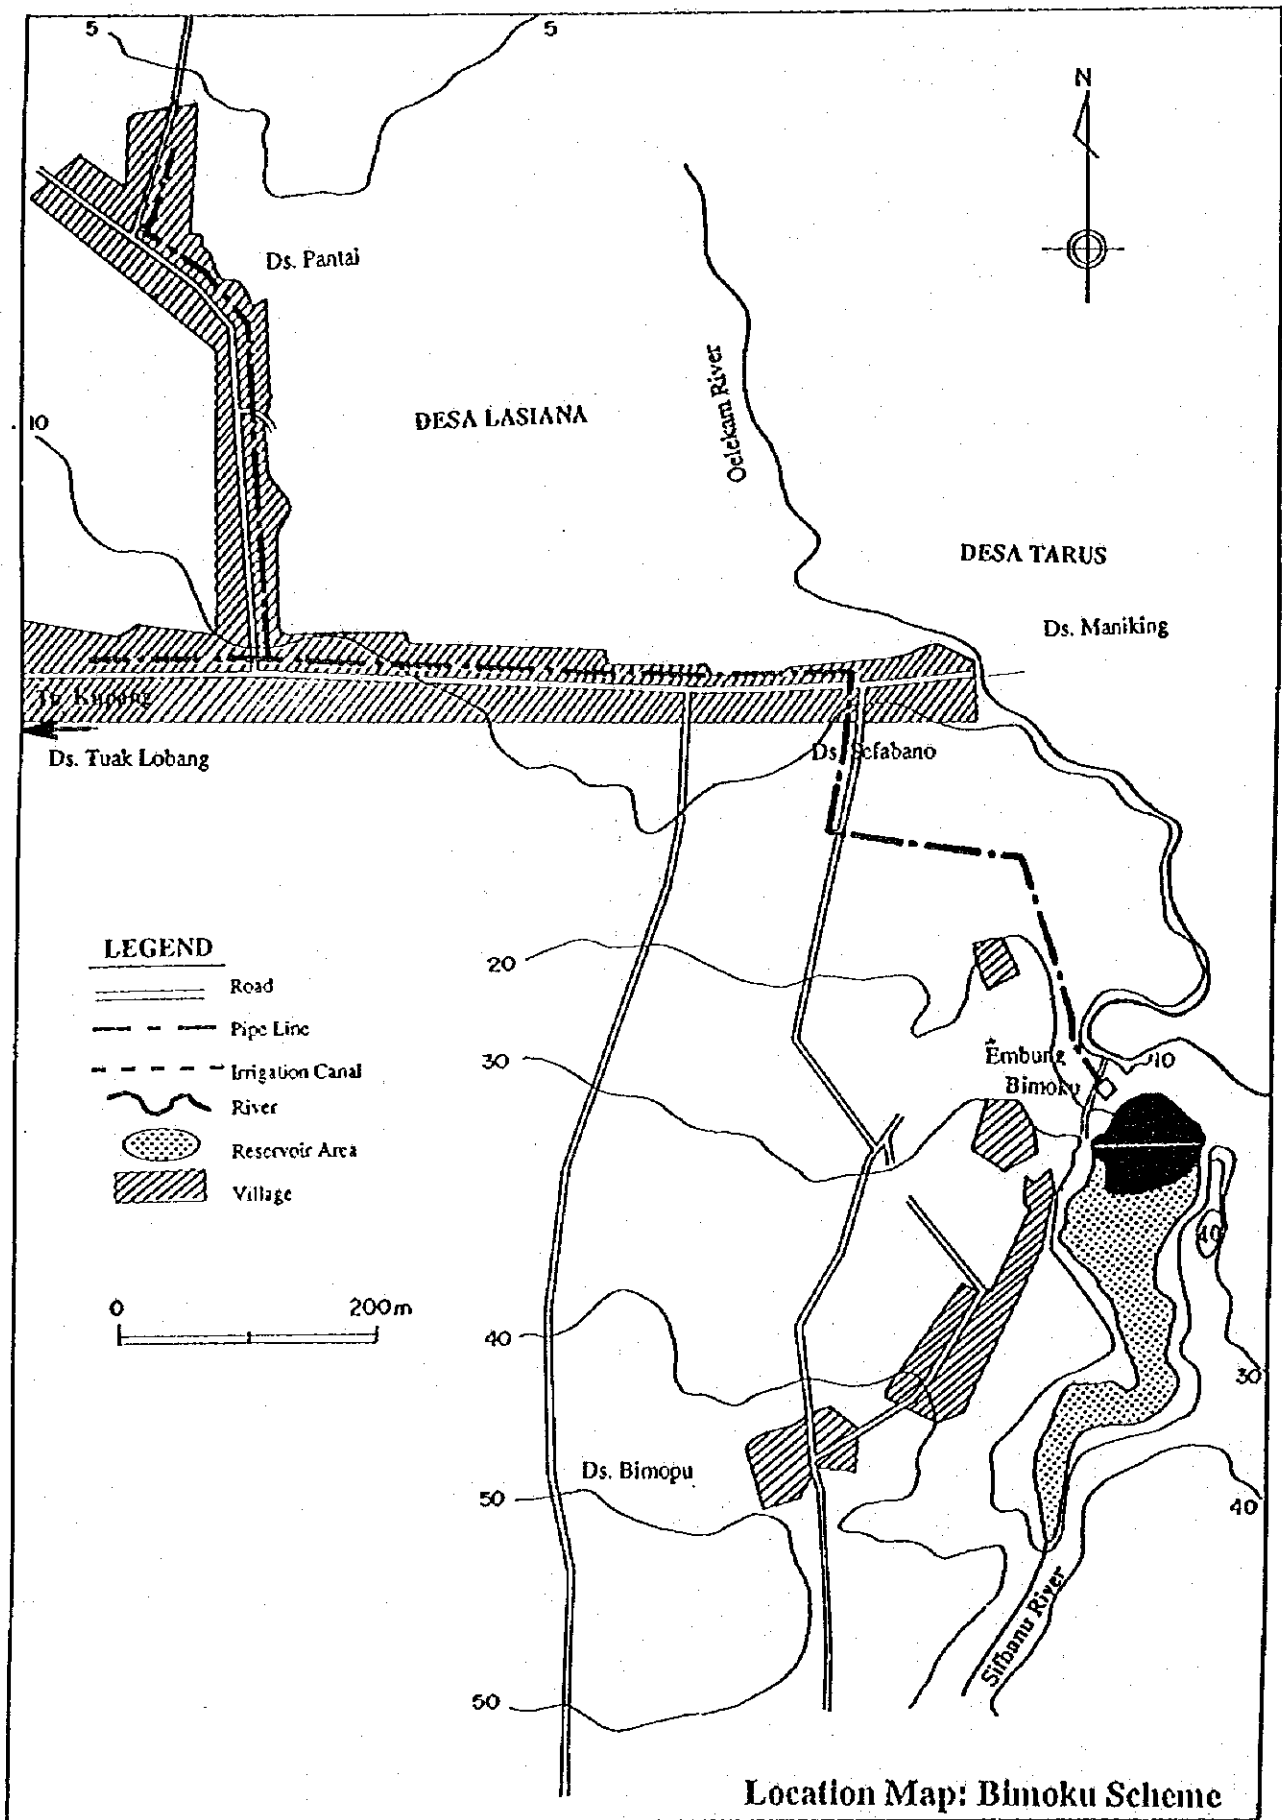 5
5
N
Ds. Pantai
Oelekam River
10
DESA LASIANA
DESA TARUS
Ds. Maniking
To Kupang
Ds. Tuak Lobang
Ds. Sefabano
LEGEND
Road
Pipe Line
Irrigation Canal
River
Reservoir Area
Village
20
30
Embung
Bimoku
10
40
0
200m
40
30
Ds. Bimopu
50
40
Sifbanu River
50
Location Map: Bimoku Scheme